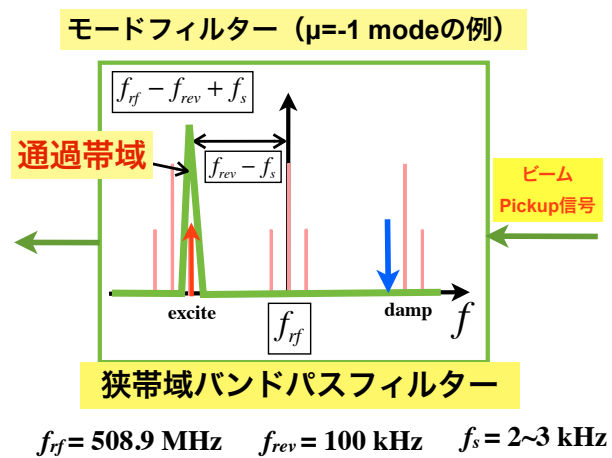 モードフィルター（μ=-1 modeの例）
f_rf − f_rev + f_s
通過帯域
f_rev − f_s
ビーム
Pickup信号
excite
f_rf
damp
f
狭帯域バンドパスフィルター
f_rf = 508.9 MHz f_rev = 100 kHz f_s = 2~3 kHz